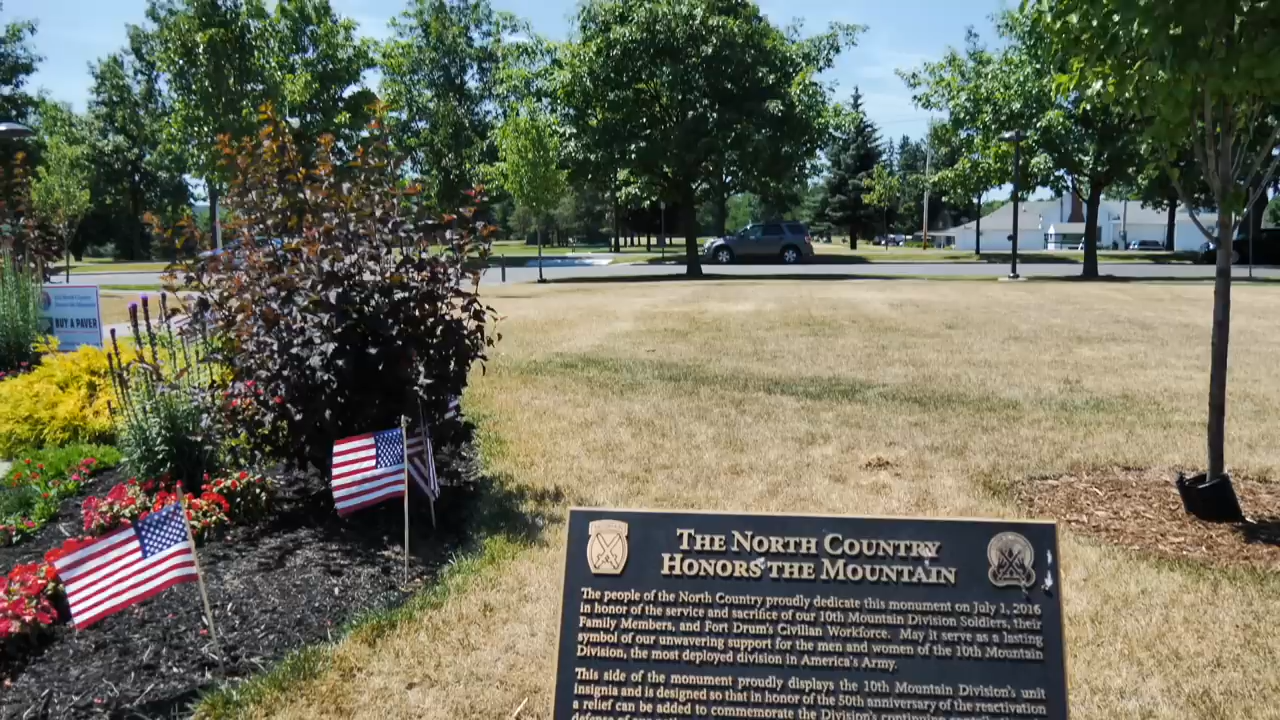 BUY A PAVER
THE NORTH COUNTRY
HONORS THE MOUNTAIN
The people of the North Country proudly dedicate this monument on July 1, 2016
in honor of the service and sacrifice of our 10th Mountain Division Soldiers, their
Family Members, and Fort Drum's Civilian Workforce. May it serve as a lasting
symbol of our unwavering support for the men and women of the 10th Mountain
Division, the most deployed division in America's Army.
This side of the monument proudly displays the 10th Mountain Division's unit
insignia and is designed so that in honor of the 50th anniversary of the reactivation
a relief can be added to commemorate the Division's continuing